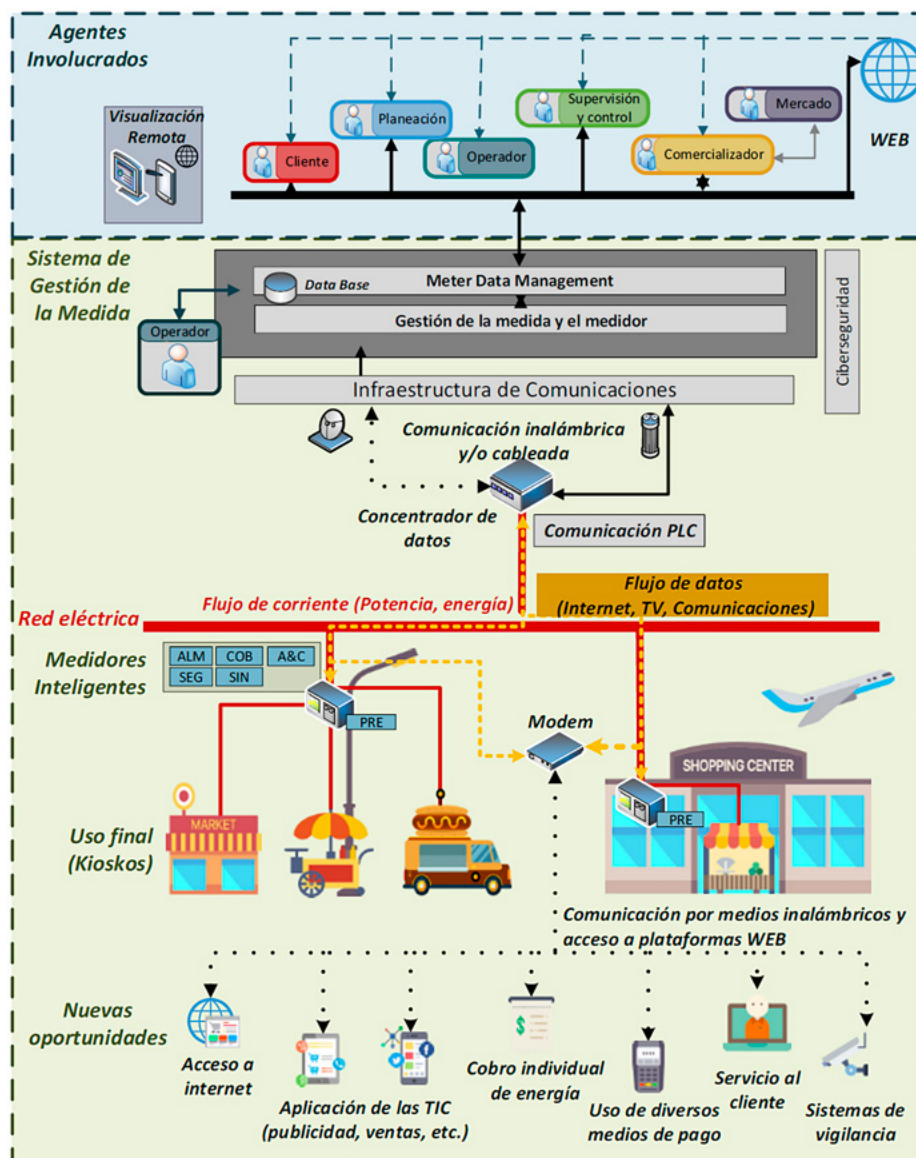 Agentes
Involucrados
Visualización
Remota
Cliente
Planeación
Operador
Supervisión
y control
Comercializador
Mercado
WEB
Sistema de
Gestión de
la Medida
Operador
Data Base
Meter Data Management
Gestión de la medida y el medidor
Ciberseguridad
Infraestructura de Comunicaciones
Comunicación inalámbrica
y/o cableada
Concentrador de
datos
Comunicación PLC
Flujo de corriente (Potencia, energía)
Flujo de datos
(Internet, TV, Comunicaciones)
Red eléctrica
Medidores
Inteligentes
ALM COB A&C
SEG SIN
PRE
Modem
SHOPPING CENTER
PRE
MARKET
Uso final
(Kioskos)
Comunicación por medios inalámbricos y
acceso a plataformas WEB
Nuevas
oportunidades
Acceso a
internet
Aplicación de las TIC
(publicidad, ventas, etc.)
Cobro individual
de energía
Uso de diversos
medios de pago
Servicio al
cliente
Sistemas de
vigilancia